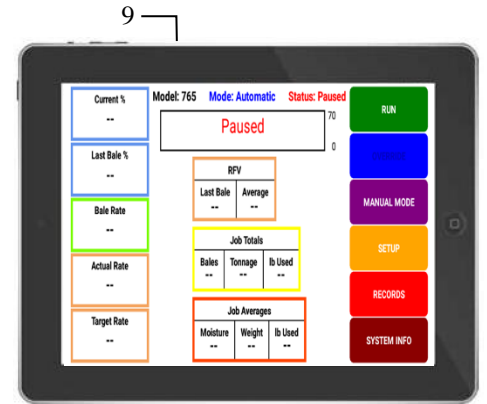 9
Model: 765 Mode: Automatic Status: Paused
Paused
70
0
Current %
--
Last Bale %
--
Bale Rate
--
Actual Rate
--
Target Rate
--
RFV
Last Bale Average
-- --
Job Totals
Bales Tonnage lb Used
-- -- --
Job Averages
Moisture Weight lb Used
-- -- --
RUN
MANUAL MODE
SETUP
RECORDS
SYSTEM INFO